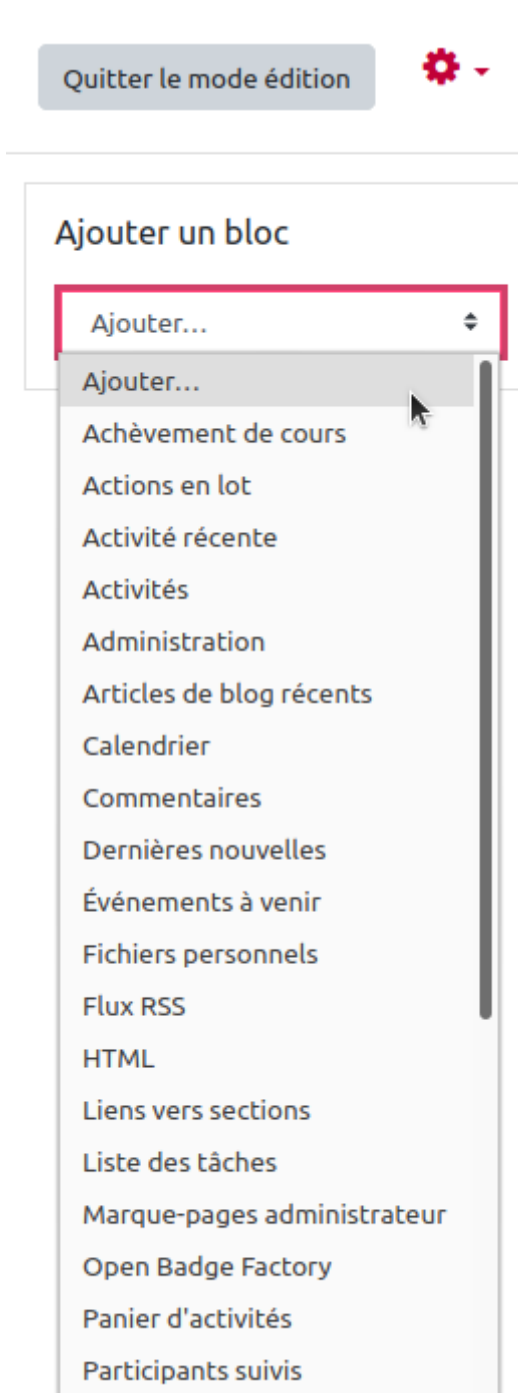 Quitter le mode édition
Ajouter un bloc
Ajouter…
Ajouter…
Achèvement de cours
Actions en lot
Activité récente
Activités
Administration
Articles de blog récents
Calendrier
Commentaires
Dernières nouvelles
Événements à venir
Fichiers personnels
Flux RSS
HTML
Liens vers sections
Liste des tâches
Marque-pages administrateur
Open Badge Factory
Panier d'activités
Participants suivis